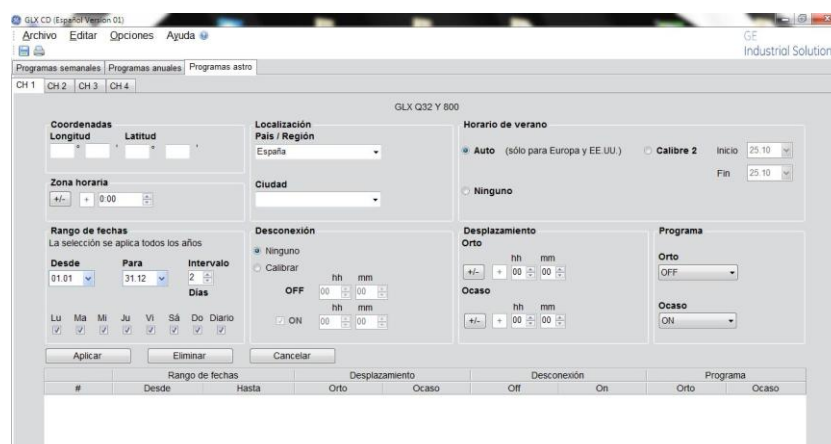 GLX CD (Español Version 01)
Archivo Editar Opciones Ayuda
GE
Industrial Solution
Programas semanales Programas anuales Programas astro
CH 1 CH 2 CH 3 CH 4
GLX Q32 Y 800
Coordenadas
Longitud Latitud
° ' ° '
Zona horaria
+/- + 0:00
Localización
País / Región
España
Ciudad
Horario de verano
Auto (sólo para Europa y EE.UU.) Calibre 2 Inicio 25.10
Fin 25.10
Ninguno
Rango de fechas
La selección se aplica todos los años
Desde Para Intervalo
01.01 31.12 2
Días
Lu Ma Mi Ju Vi Sá Do Diario
Desconexión
Ninguno
Calibrar
hh mm
OFF 00 00
hh mm
ON 00 00
Desplazamiento
Orto
hh mm
+/- + 00 00
Ocaso
hh mm
+/- + 00 00
Programa
Orto
OFF
Ocaso
ON
Aplicar Eliminar Cancelar
Rango de fechas Desplazamiento Desconexión Programa
# Desde Hasta Orto Ocaso Off On Orto Ocaso